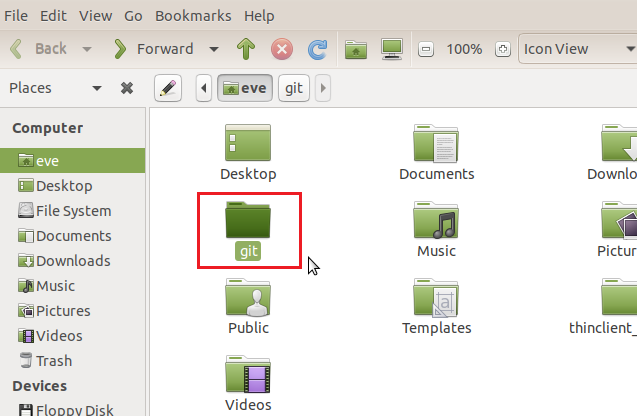 File Edit View Go Bookmarks Help
Back Forward 100% Icon View
Places eve git
Computer
eve
Desktop
File System
Documents
Downloads
Music
Pictures
Videos
Trash
Devices
Floppy Disk
Desktop Documents Downlo
git Music Pictur
Public Templates thinclient_
Videos